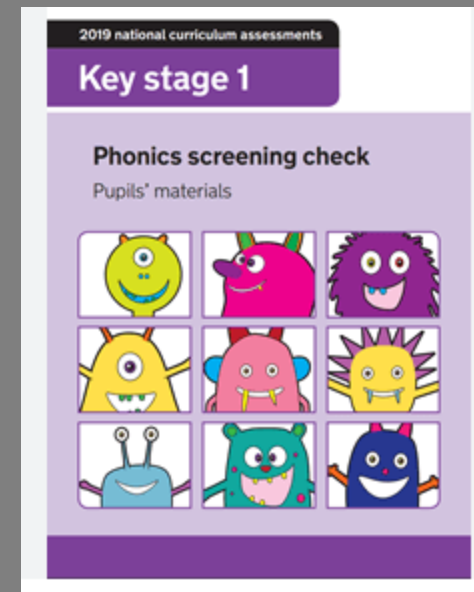 2019 national curriculum assessments
Key stage 1
Phonics screening check
Pupils' materials